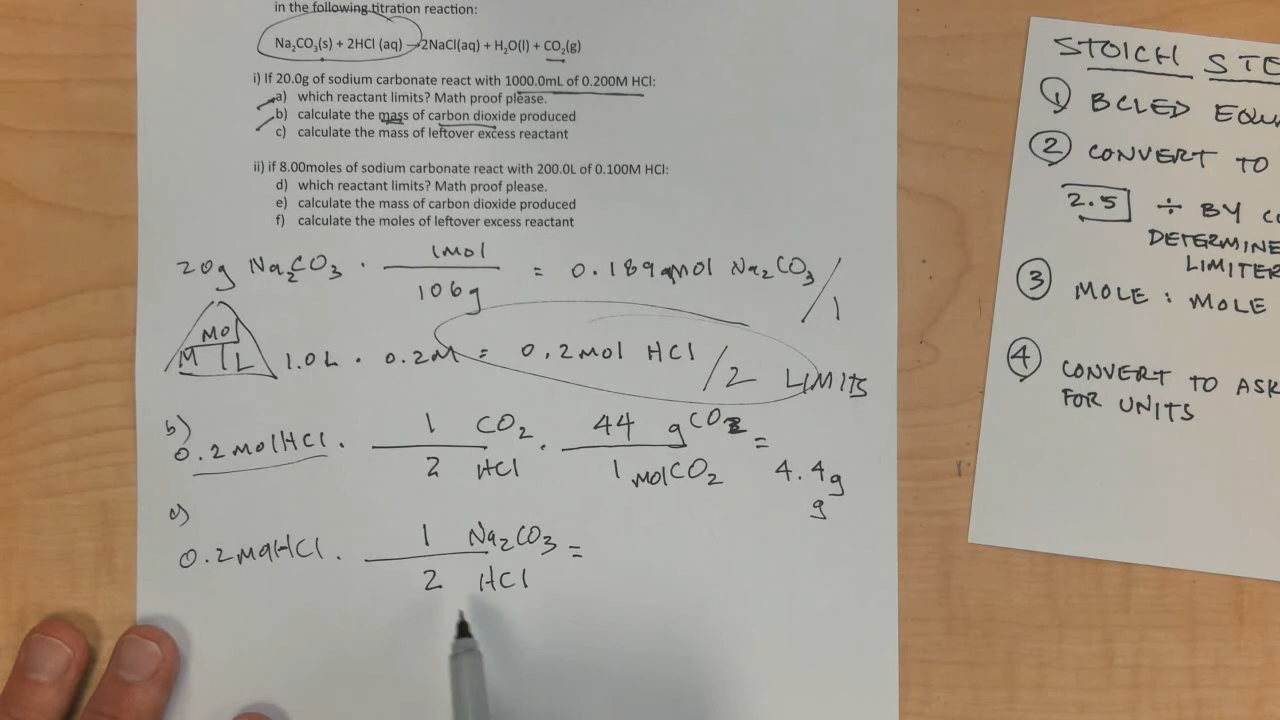 in the following titration reaction:
Na₂CO₃(s) + 2HCl (aq) → 2NaCl(aq) + H₂O(l) + CO₂(g)
i) If 20.0g of sodium carbonate react with 1000.0mL of 0.200M HCl:
a) which reactant limits? Math proof please.
b) calculate the mass of carbon dioxide produced
c) calculate the mass of leftover excess reactant
ii) if 8.00moles of sodium carbonate react with 200.0L of 0.100M HCl:
d) which reactant limits? Math proof please.
e) calculate the mass of carbon dioxide produced
f) calculate the moles of leftover excess reactant
20g Na₂CO₃ · 1mol / 106g = 0.189 mol Na₂CO₃ / 1
Mol
M L 1.0L · 0.2M = 0.2mol HCl / 2 LIMITS
b)
0.2molHCl · 1 CO₂ / 2 HCl · 44 gCO₂ / 1 molCO₂ = 4.4g
g
c)
0.2molHCl · 1 Na₂CO₃ / 2 HCl =
STOICH STE
① BCLED EQU
② CONVERT TO
2.5 ÷ BY CO
DETERMINE
LIMITER
③ MOLE : MOLE
④ CONVERT TO ASK
FOR UNITS